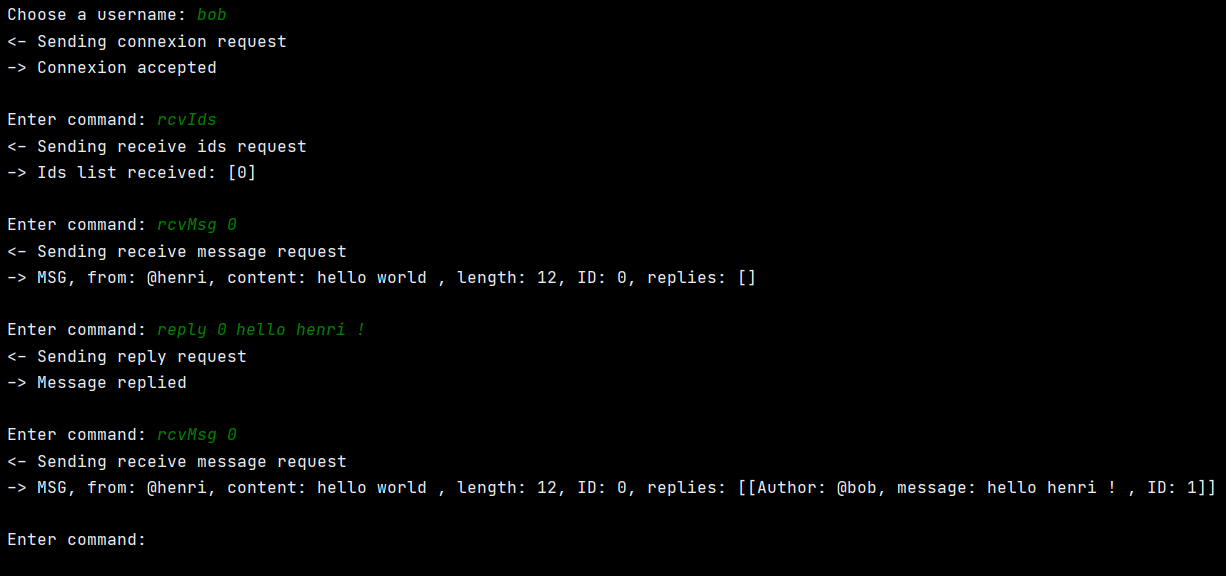 Choose a username: bob
<- Sending connexion request
-> Connexion accepted
Enter command: rcvIds
<- Sending receive ids request
-> Ids list received: [0]
Enter command: rcvMsg 0
<- Sending receive message request
-> MSG, from: @henri, content: hello world , length: 12, ID: 0, replies: []
Enter command: reply 0 hello henri !
<- Sending reply request
-> Message replied
Enter command: rcvMsg 0
<- Sending receive message request
-> MSG, from: @henri, content: hello world , length: 12, ID: 0, replies: [[Author: @bob, message: hello henri ! , ID: 1]]
Enter command: